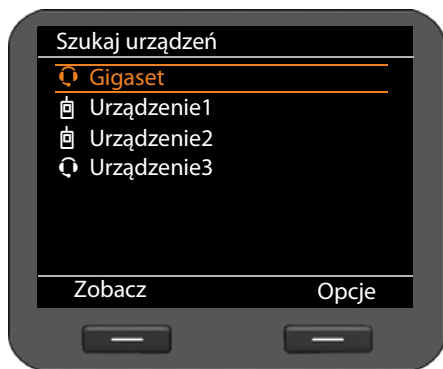 Szukaj urządzeń
Gigaset
Urządzenie1
Urządzenie2
Urządzenie3
Zobacz Opcje